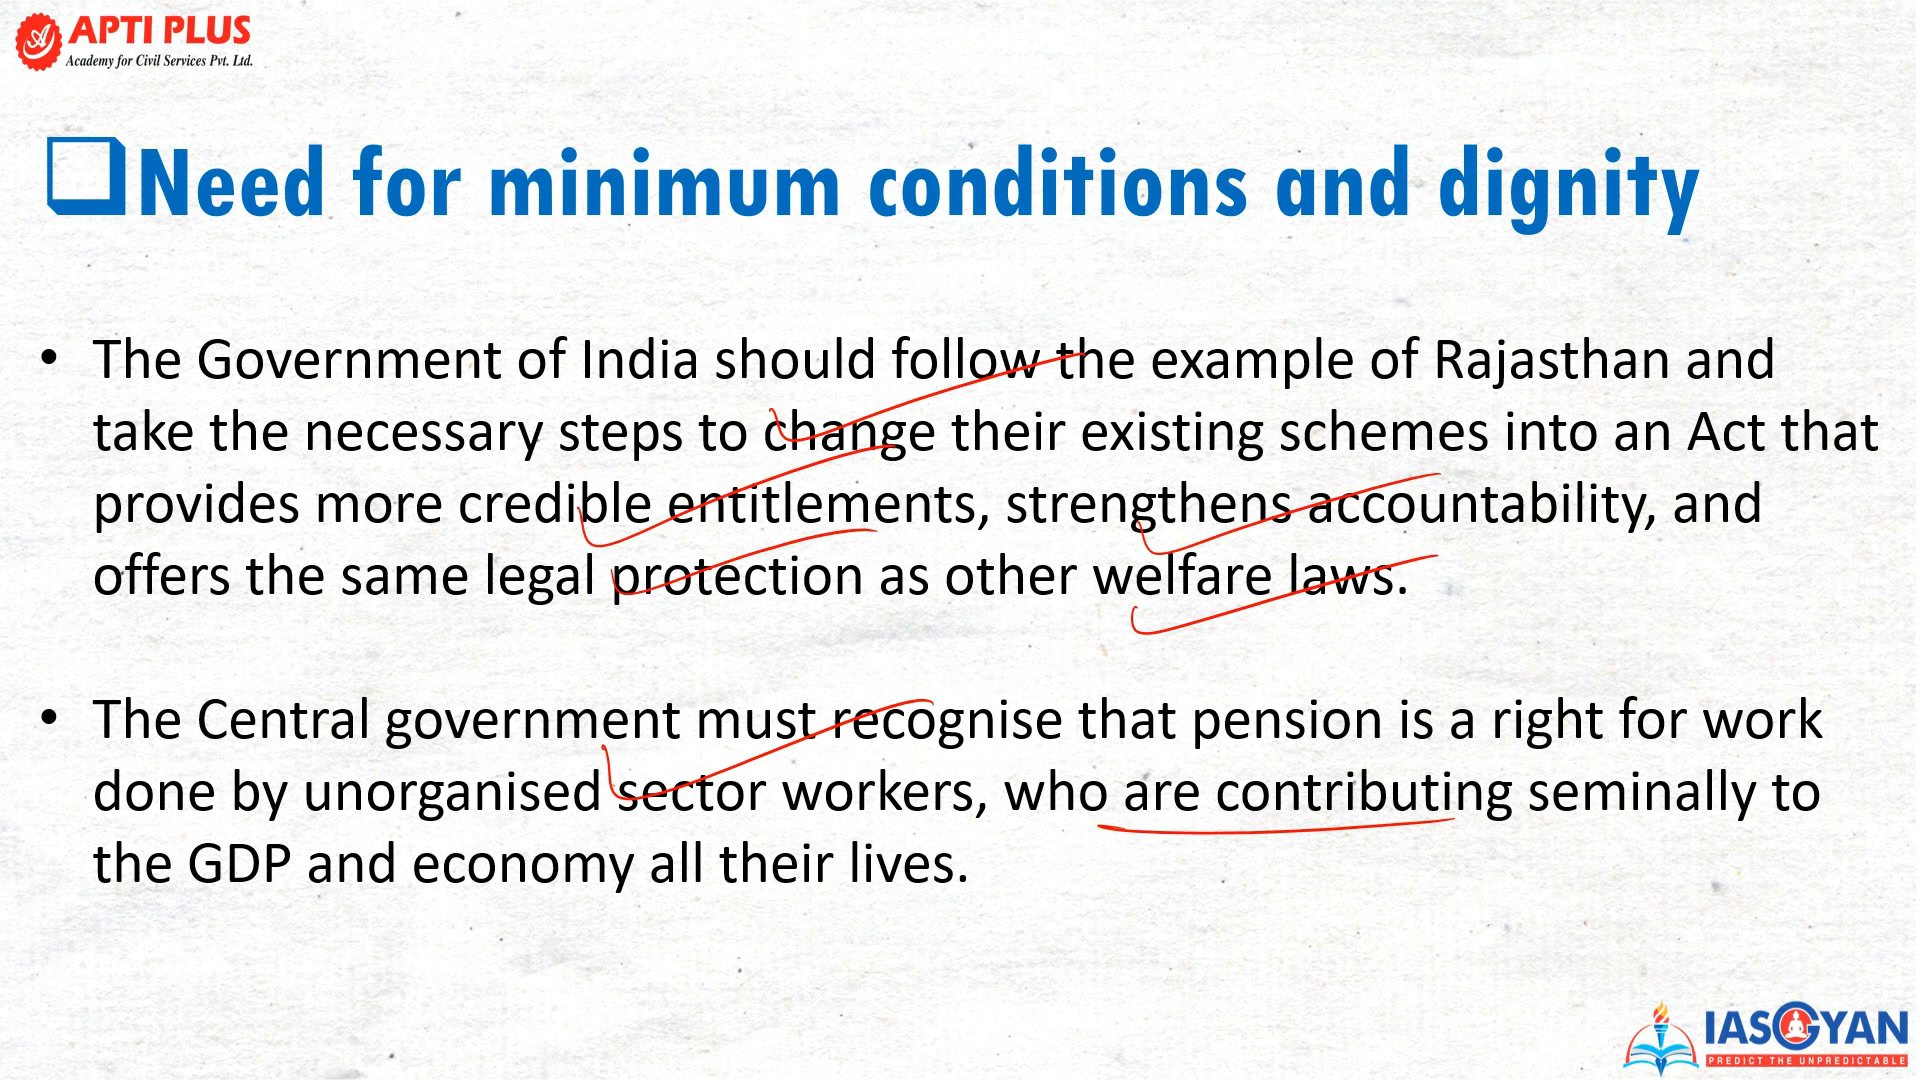 APTI PLUS
Academy for Civil Services Pvt. Ltd.
Need for minimum conditions and dignity
• The Government of India should follow the example of Rajasthan and
take the necessary steps to change their existing schemes into an Act that
provides more credible entitlements, strengthens accountability, and
offers the same legal protection as other welfare laws.
• The Central government must recognise that pension is a right for work
done by unorganised sector workers, who are contributing seminally to
the GDP and economy all their lives.
IASGYAN
PREDICT THE UNPREDICTABLE